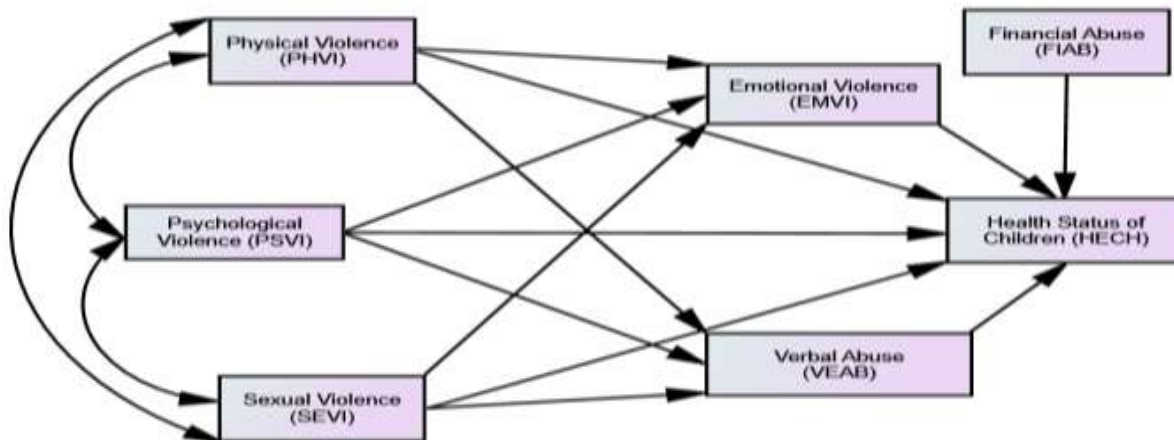 Physical Violence
(PHVI)
Financial Abuse
(FIAB)
Emotional Violence
(EMVI)
Psychological
Violence (PSVI)
Health Status of
Children (HECH)
Verbal Abuse
(VEAB)
Sexual Violence
(SEVI)